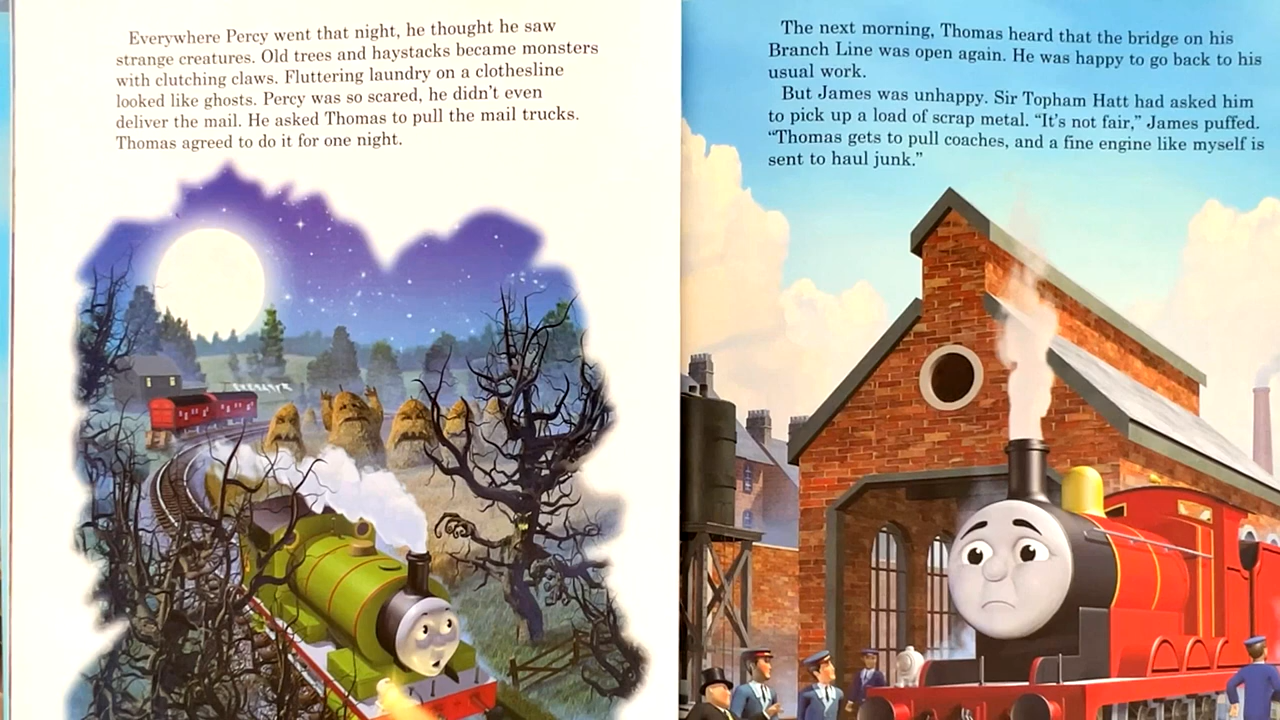 Everywhere Percy went that night, he thought he saw
strange creatures. Old trees and haystacks became monsters
with clutching claws. Fluttering laundry on a clothesline
looked like ghosts. Percy was so scared, he didn't even
deliver the mail. He asked Thomas to pull the mail trucks.
Thomas agreed to do it for one night.
The next morning, Thomas heard that the bridge on his
Branch Line was open again. He was happy to go back to his
usual work.
But James was unhappy. Sir Topham Hatt had asked him
to pick up a load of scrap metal. “It's not fair,” James puffed.
“Thomas gets to pull coaches, and a fine engine like myself is
sent to haul junk.”